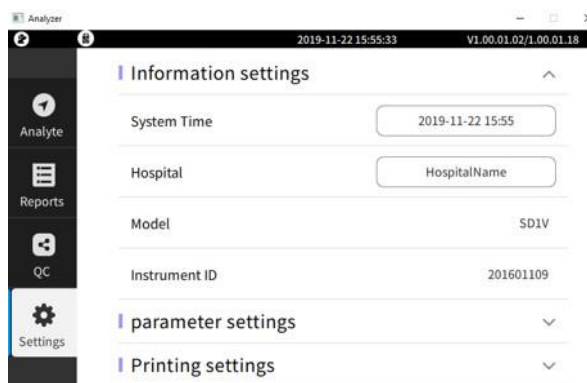 Analyzer
2019-11-22 15:55:33 V1.00.01.02/1.00.01.18
Information settings
System Time 2019-11-22 15:55
Analyte
Hospital HospitalName
Reports
Model SD1V
QC
Instrument ID 201601109
parameter settings
Settings
Printing settings